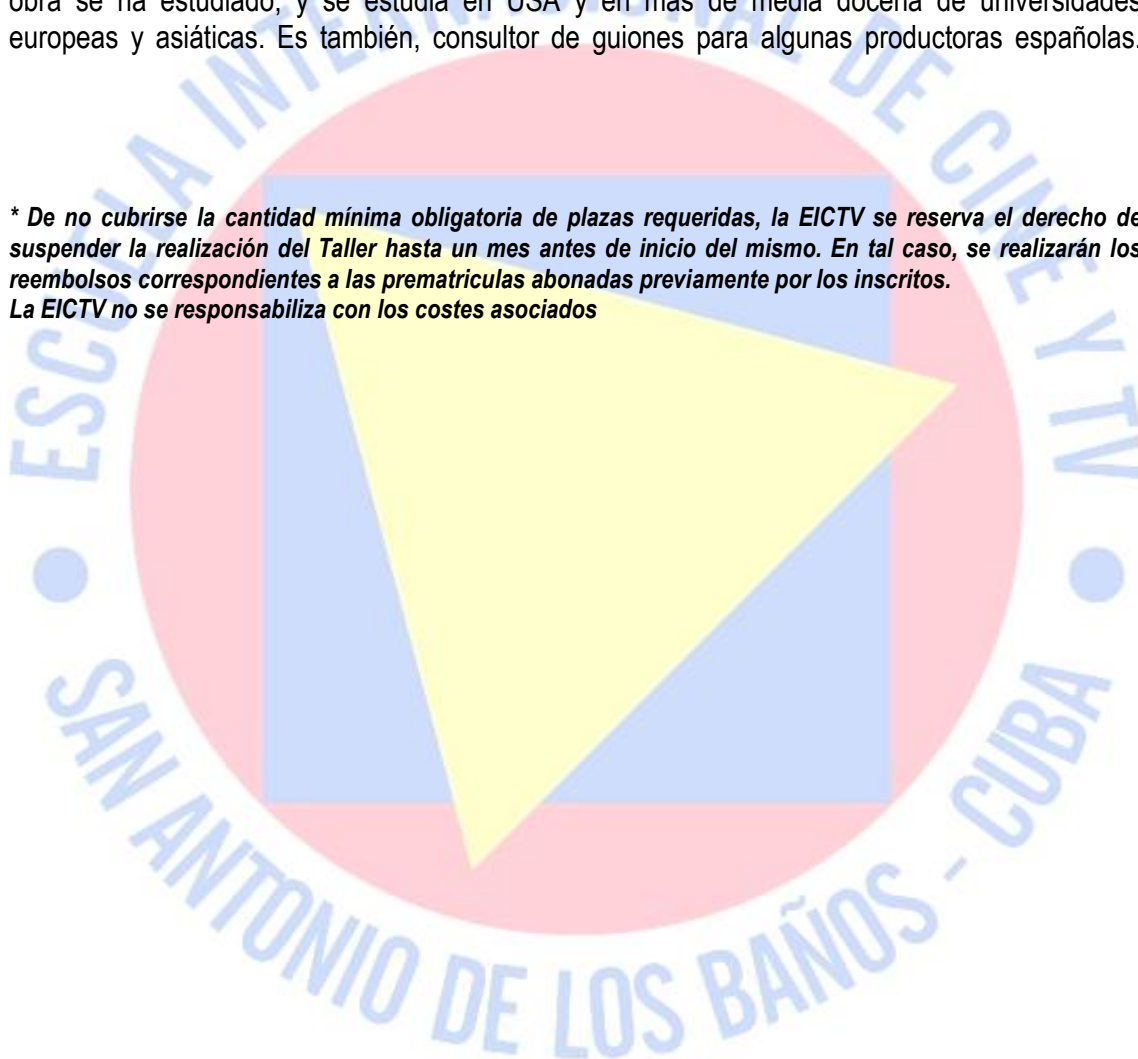 obra se ha estudiado, y se estudia en USA y en más de media docena de universidades
europeas y asiáticas. Es también, consultor de guiones para algunas productoras españolas.
* De no cubrirse la cantidad mínima obligatoria de plazas requeridas, la EICTV se reserva el derecho de
suspender la realización del Taller hasta un mes antes de inicio del mismo. En tal caso, se realizarán los
reembolsos correspondientes a las prematriculas abonadas previamente por los inscritos.
La EICTV no se responsabiliza con los costes asociados
ESCUELA INTERNACIONAL DE CINE Y TV
SAN ANTONIO DE LOS BAÑOS - CUBA